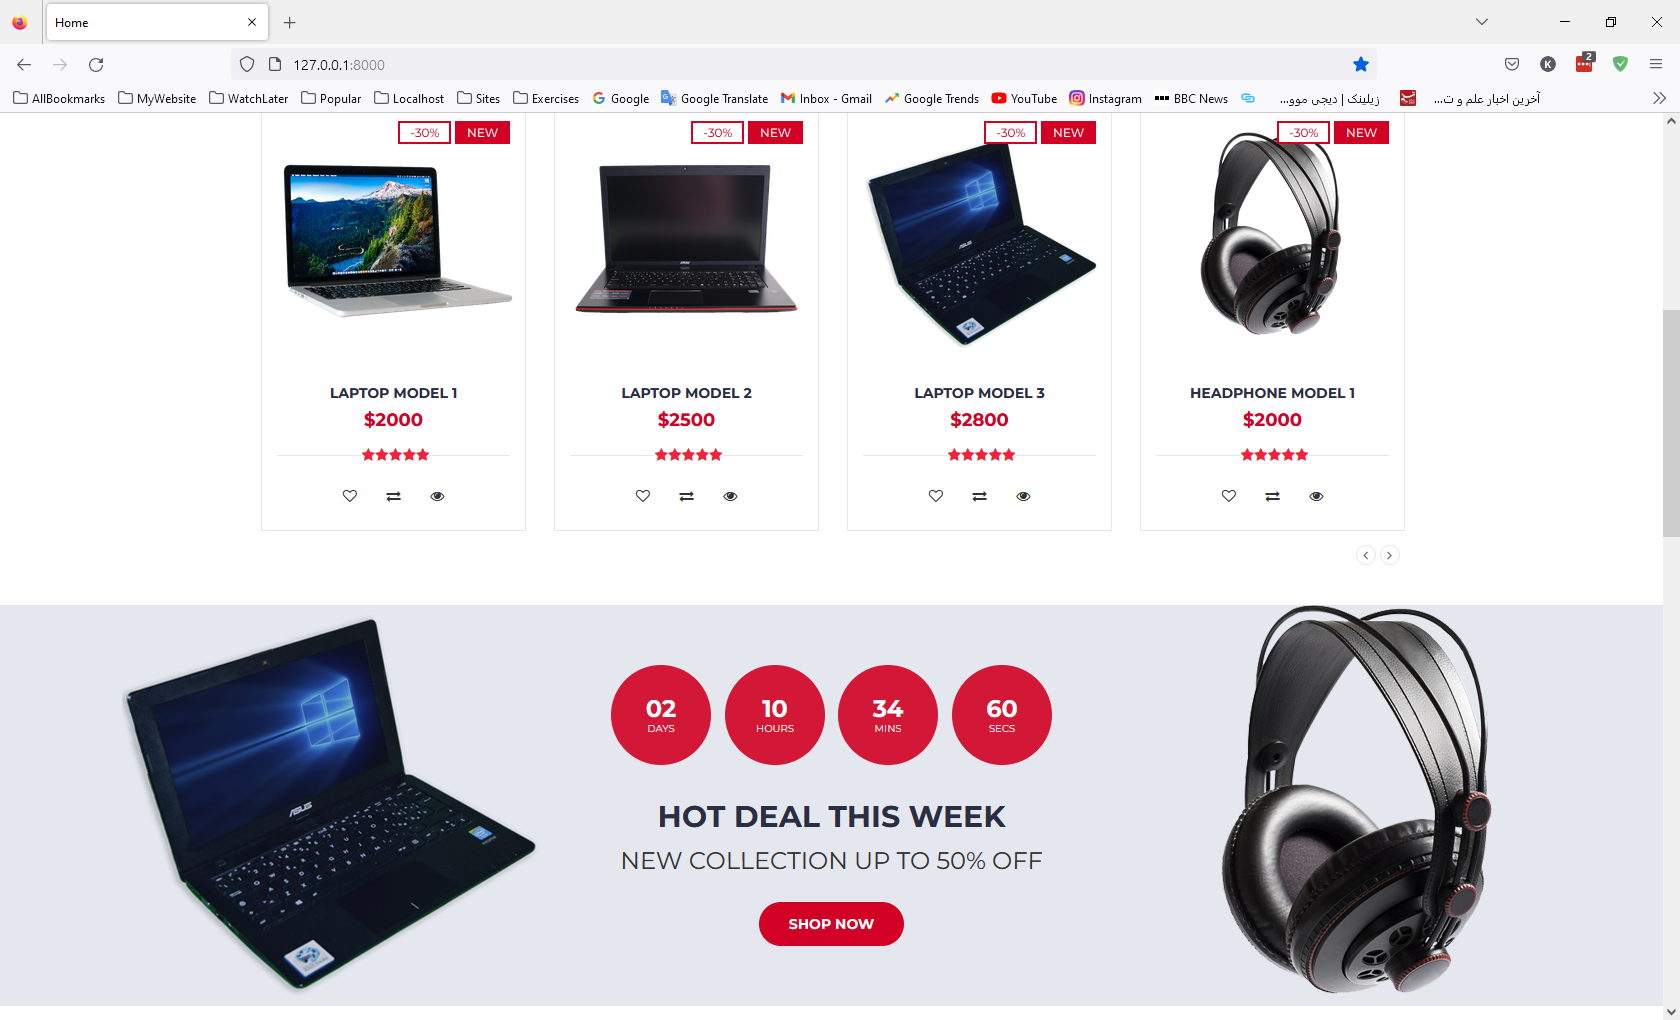 Home
127.0.0.1:8000
2
AllBookmarks MyWebsite WatchLater Popular Localhost Sites Exercises Google Google Translate Inbox - Gmail Google Trends YouTube Instagram BBC News زیلینک | دیجی موو... آخرین اخبار علم و ت...
-30% NEW
-30% NEW
-30% NEW
-30% NEW
ASUS
LAPTOP MODEL 1
$2000
LAPTOP MODEL 2
$2500
LAPTOP MODEL 3
$2800
HEADPHONE MODEL 1
$2000
02 DAYS
10 HOURS
34 MINS
60 SECS
ASUS
HOT DEAL THIS WEEK
NEW COLLECTION UP TO 50% OFF
SHOP NOW